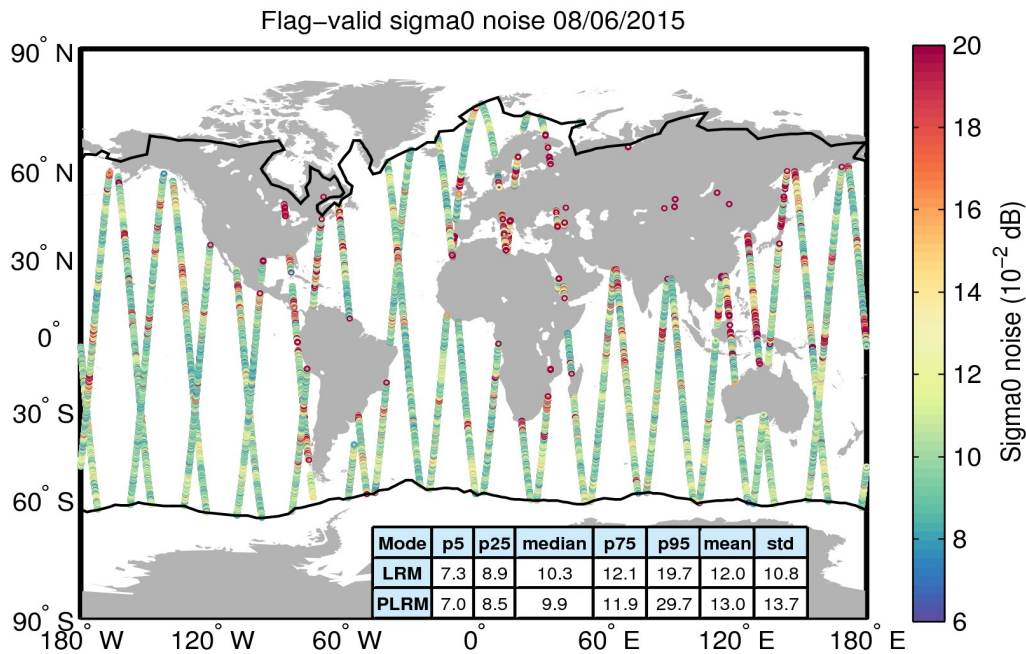 Flag−valid sigma0 noise 08/06/2015
90° N
60° N
30° N
0°
30° S
60° S
90° S
180° W 120° W 60° W 0° 60° E 120° E 180° E
Mode p5 p25 median p75 p95 mean std
LRM 7.3 8.9 10.3 12.1 19.7 12.0 10.8
PLRM 7.0 8.5 9.9 11.9 29.7 13.0 13.7
20
18
16
14
12
10
8
6
Sigma0 noise (10⁻² dB)